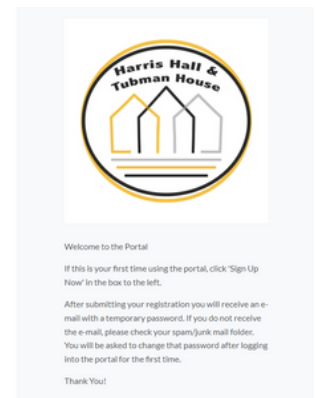 Harris Hall &
Tubman House
Welcome to the Portal
If this is your first time using the portal, click 'Sign Up
Now' in the box to the left.
After submitting your registration you will receive an e-
mail with a temporary password. If you do not receive
the e-mail, please check your spam/junk mail folder.
You will be asked to change that password after logging
into the portal for the first time.
Thank You!